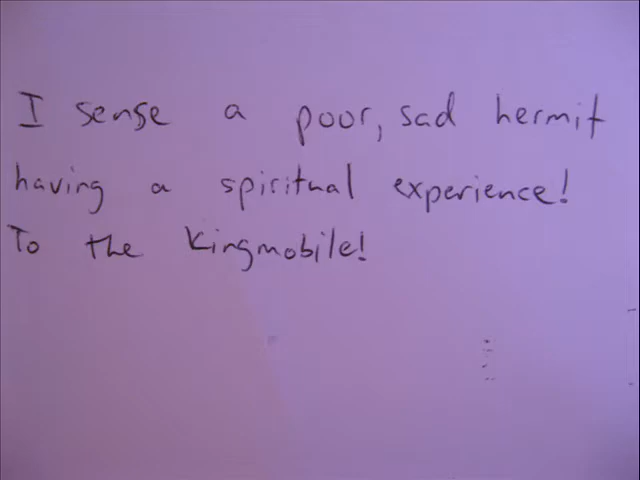 I sense a poor, sad hermit
having a spiritual experience!
To the Kingmobile!